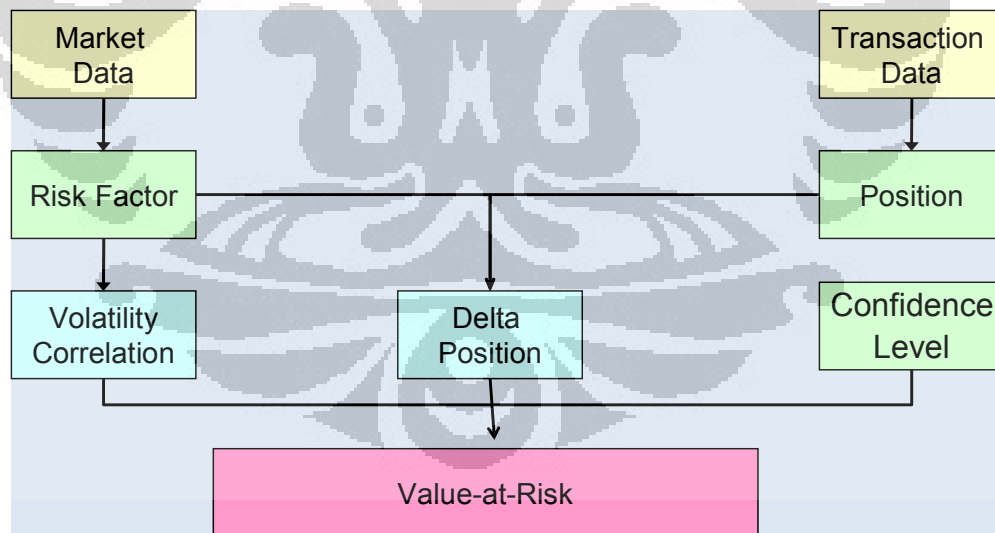 Market
Data
Transaction
Data
Risk Factor
Position
Volatility
Correlation
Delta
Position
Confidence
Level
Value-at-Risk